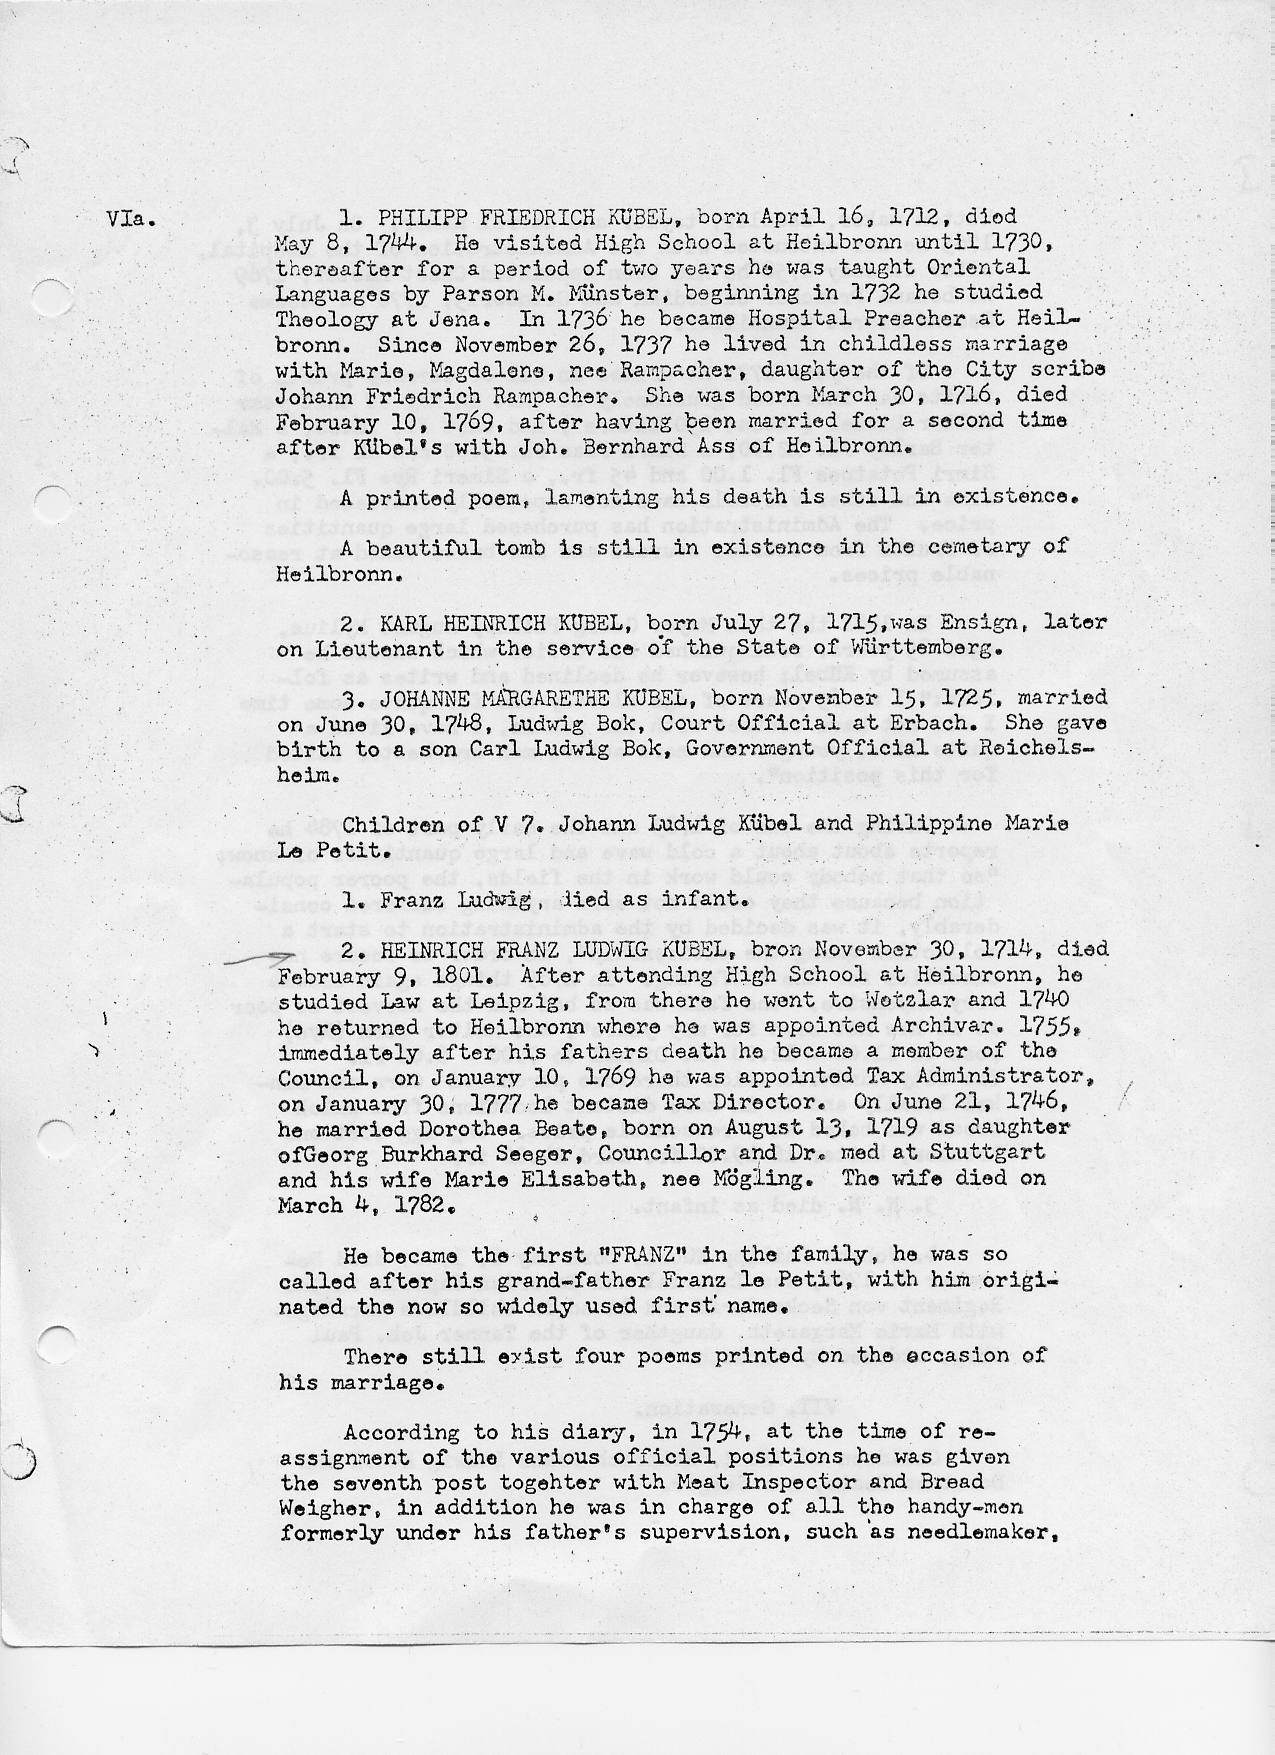 VIa. 1. PHILIPP FRIEDRICH KÜBEL, born April 16, 1712, died
May 8, 1744. He visited High School at Heilbronn until 1730,
thereafter for a period of two years he was taught Oriental
Languages by Parson M. Münster, beginning in 1732 he studied
Theology at Jena. In 1736 he became Hospital Preacher at Heil-
bronn. Since November 26, 1737 he lived in childless marriage
with Marie, Magdalene, nee Rampacher, daughter of the City scribe
Johann Friedrich Rampacher. She was born March 30, 1716, died
February 10, 1769, after having been married for a second time
after Kübel's with Joh. Bernhard Ass of Heilbronn.
A printed poem, lamenting his death is still in existence.
A beautiful tomb is still in existence in the cemetary of
Heilbronn.
2. KARL HEINRICH KÜBEL, born July 27, 1715,was Ensign, later
on Lieutenant in the service of the State of Württemberg.
3. JOHANNE MARGARETHE KÜBEL, born November 15, 1725, married
on June 30, 1748, Ludwig Bok, Court Official at Erbach. She gave
birth to a son Carl Ludwig Bok, Government Official at Reichels-
heim.
Children of V 7. Johann Ludwig Kübel and Philippine Marie
Le Petit.
1. Franz Ludwig, died as infant.
2. HEINRICH FRANZ LUDWIG KÜBEL, bron November 30, 1714, died
February 9, 1801. After attending High School at Heilbronn, he
studied Law at Leipzig, from there he went to Wetzlar and 1740
he returned to Heilbronn where he was appointed Archivar. 1755,
immediately after his fathers death he became a member of the
Council, on January 10, 1769 he was appointed Tax Administrator,
on January 30, 1777 he became Tax Director. On June 21, 1746,
he married Dorothea Beate, born on August 13, 1719 as daughter
ofGeorg Burkhard Seeger, Councillor and Dr. med at Stuttgart
and his wife Marie Elisabeth, nee Mögling. The wife died on
March 4, 1782.
He became the first "FRANZ" in the family, he was so
called after his grand-father Franz le Petit, with him origi-
nated the now so widely used first name.
There still exist four poems printed on the occasion of
his marriage.
According to his diary, in 1754, at the time of re-
assignment of the various official positions he was given
the seventh post togehter with Meat Inspector and Bread
Weigher, in addition he was in charge of all the handy-men
formerly under his father's supervision, such as needlemaker,